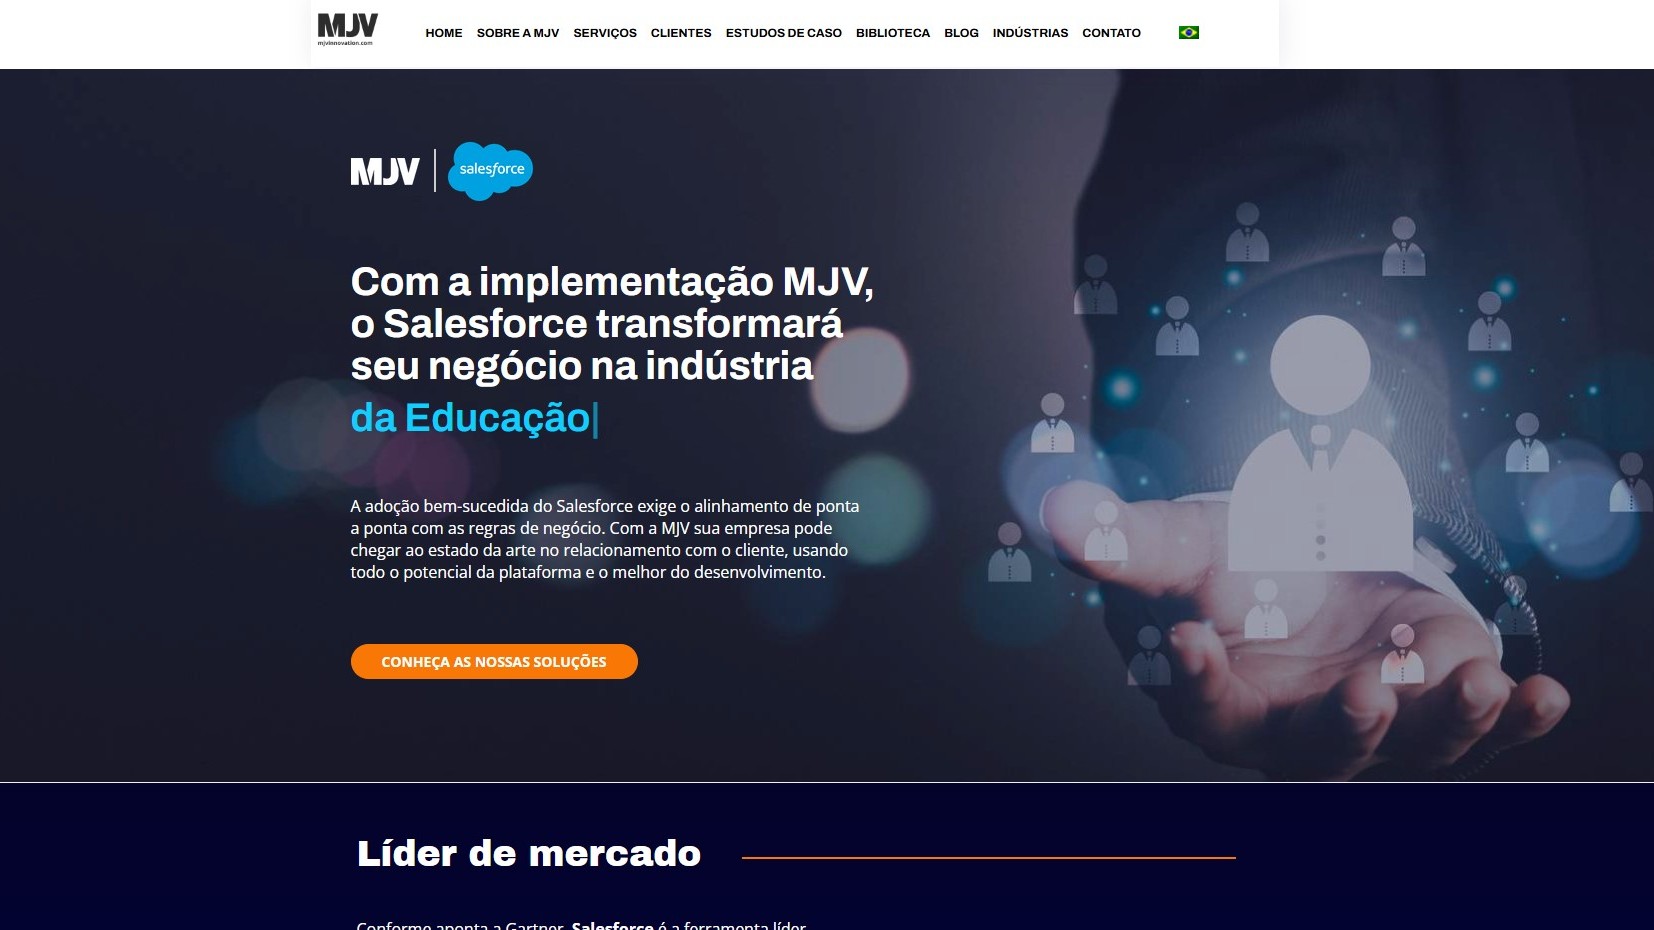 MJV
mjvinnovation.com
HOME SOBRE A MJV SERVIÇOS CLIENTES ESTUDOS DE CASO BIBLIOTECA BLOG INDÚSTRIAS CONTATO
MJV | salesforce
Com a implementação MJV,
o Salesforce transformará
seu negócio na indústria
da Educação|
A adoção bem-sucedida do Salesforce exige o alinhamento de ponta
a ponta com as regras de negócio. Com a MJV sua empresa pode
chegar ao estado da arte no relacionamento com o cliente, usando
todo o potencial da plataforma e o melhor do desenvolvimento.
CONHEÇA AS NOSSAS SOLUÇÕES
Líder de mercado
Conforme aponta a Gartner, Salesforce é a ferramenta líder